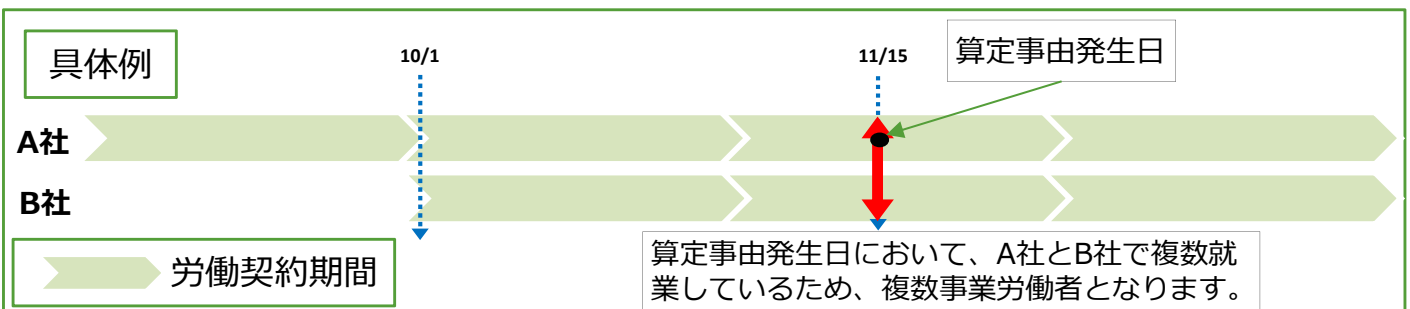 具体例
10/1
11/15
算定事由発生日
A社
B社
労働契約期間
算定事由発生日において、A社とB社で複数就
業しているため、複数事業労働者となります。